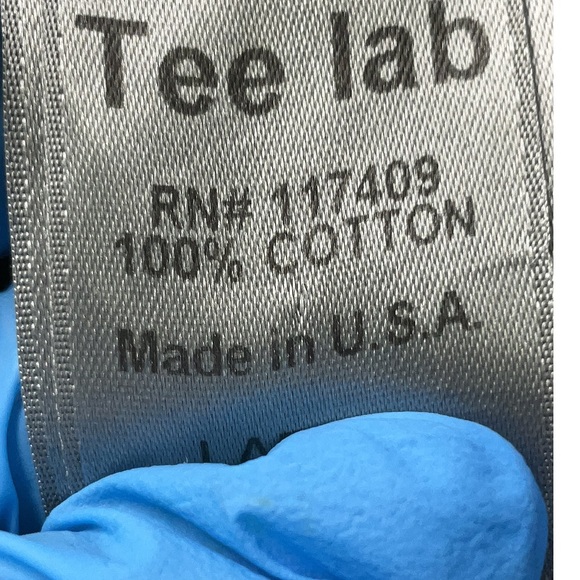 Tee lab
RN# 117409
100% COTTON
Made in U.S.A.